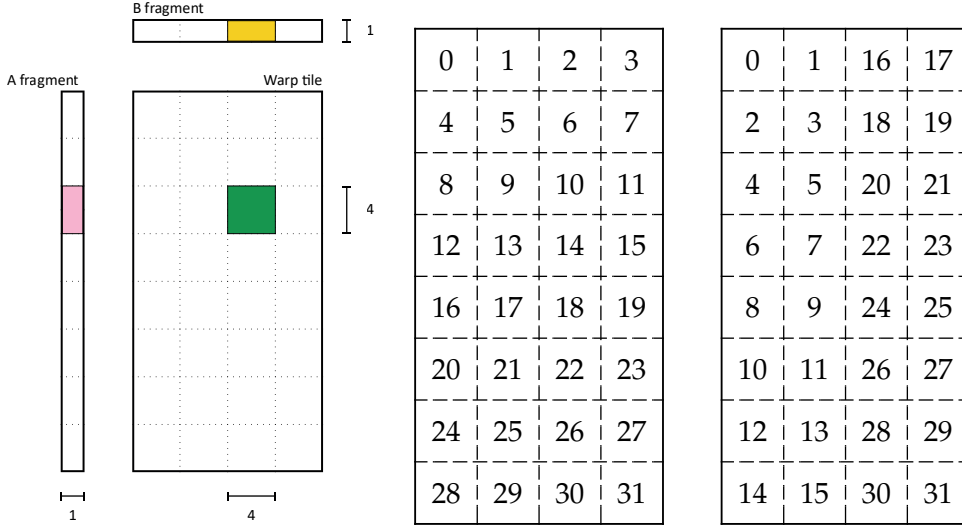 B fragment
1
A fragment
Warp tile
4
1
4
0 1 2 3
4 5 6 7
8 9 10 11
12 13 14 15
16 17 18 19
20 21 22 23
24 25 26 27
28 29 30 31
0 1 16 17
2 3 18 19
4 5 20 21
6 7 22 23
8 9 24 25
10 11 26 27
12 13 28 29
14 15 30 31